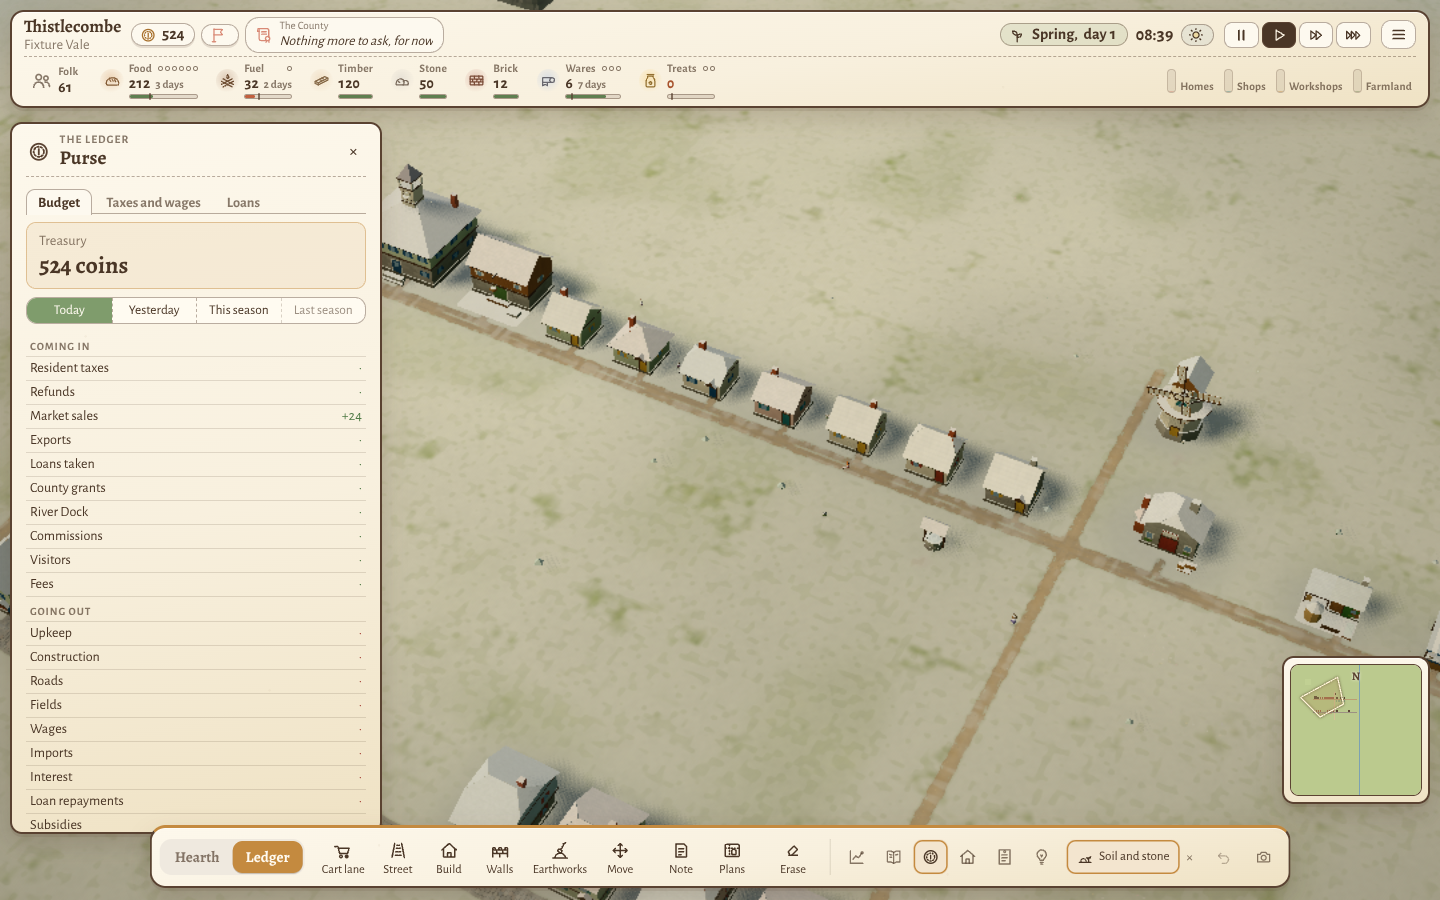 Thistlecombe
Fixture Vale
524
The County
Nothing more to ask, for now
Spring, day 1
08:39
Folk
61
Food
212 3 days
Fuel
32 2 days
Timber
120
Stone
50
Brick
12
Wares
6 7 days
Treats
0
Homes
Shops
Workshops
Farmland
THE LEDGER
Purse
×
Budget
Taxes and wages
Loans
Treasury
524 coins
Today
Yesterday
This season
Last season
COMING IN
Resident taxes ·
Refunds ·
Market sales +24
Exports ·
Loans taken ·
County grants ·
River Dock ·
Commissions ·
Visitors ·
Fees ·
GOING OUT
Upkeep ·
Construction ·
Roads ·
Fields ·
Wages ·
Imports ·
Interest ·
Loan repayments ·
Subsidies
N
Hearth
Ledger
Cart lane
Street
Build
Walls
Earthworks
Move
Note
Plans
Erase
Soil and stone
×